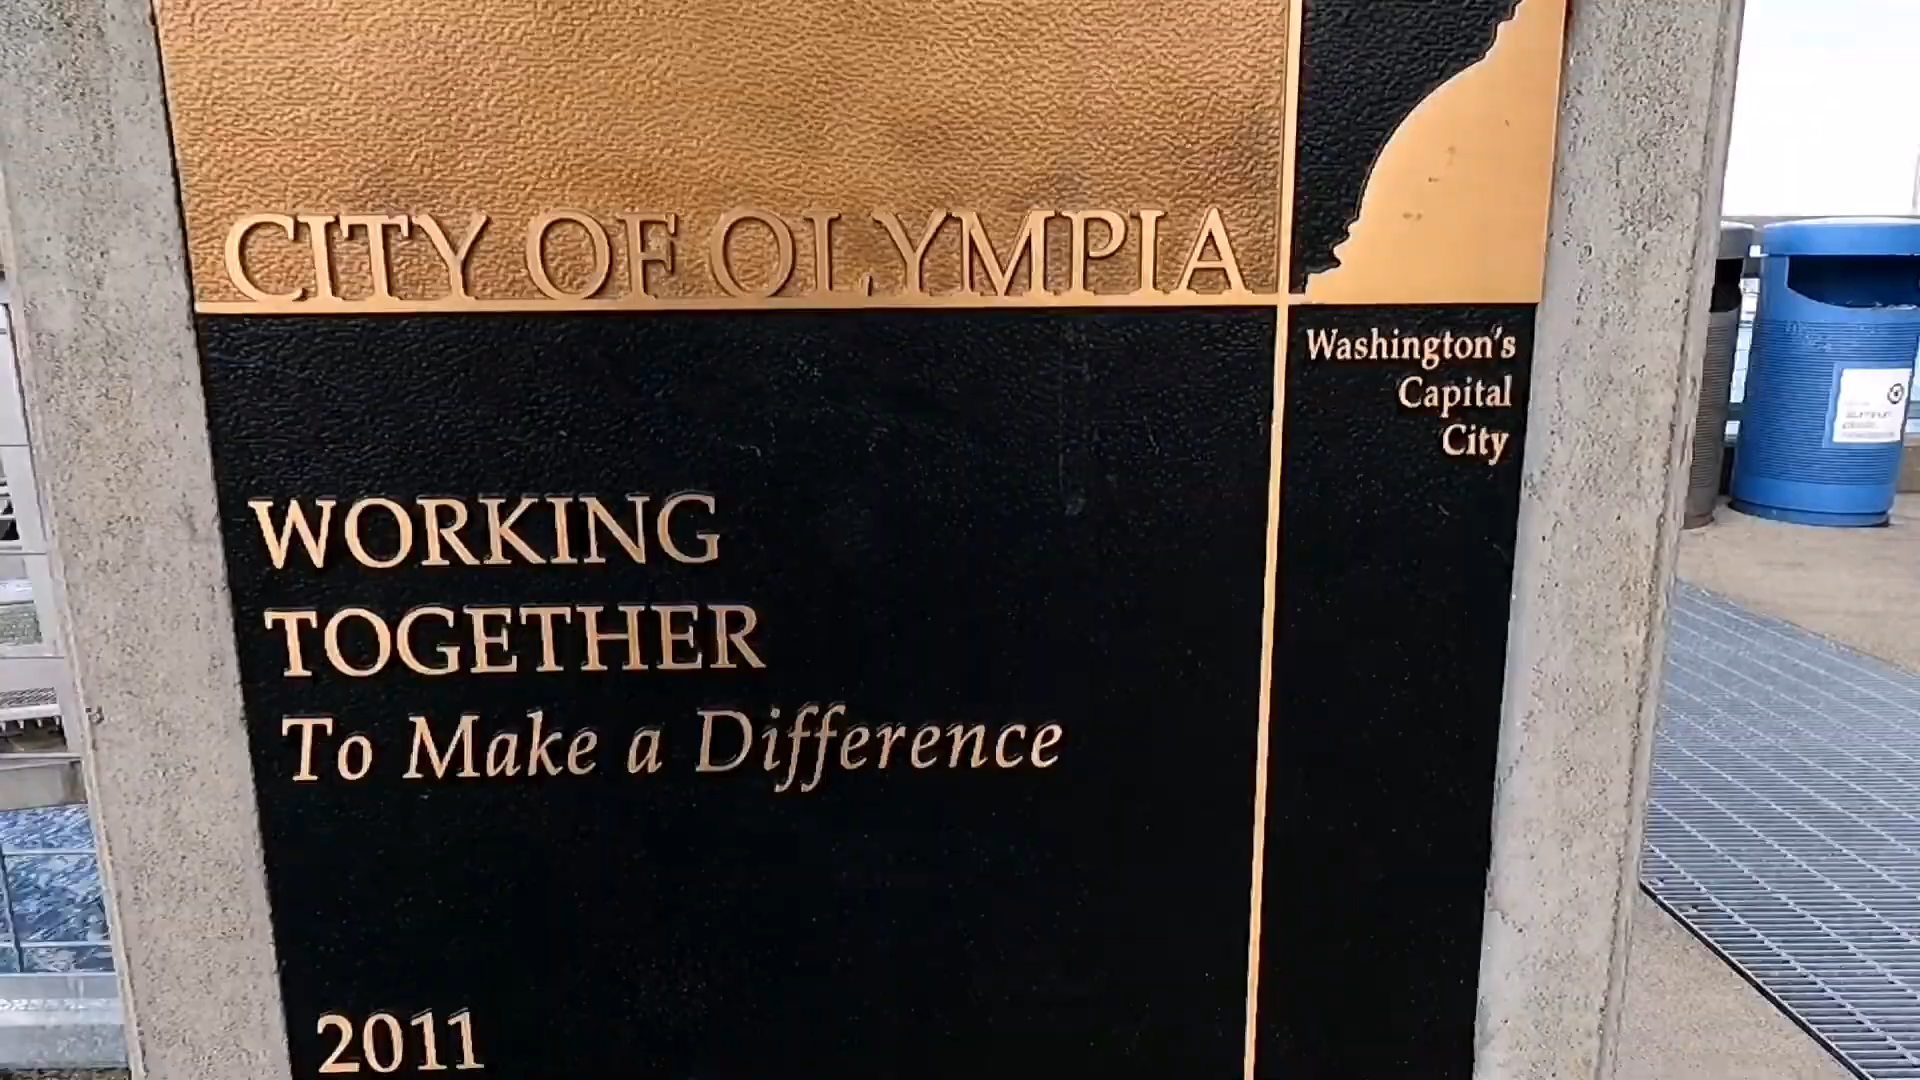 CITY OF OLYMPIA
Washington's
Capital
City
WORKING
TOGETHER
To Make a Difference
2011